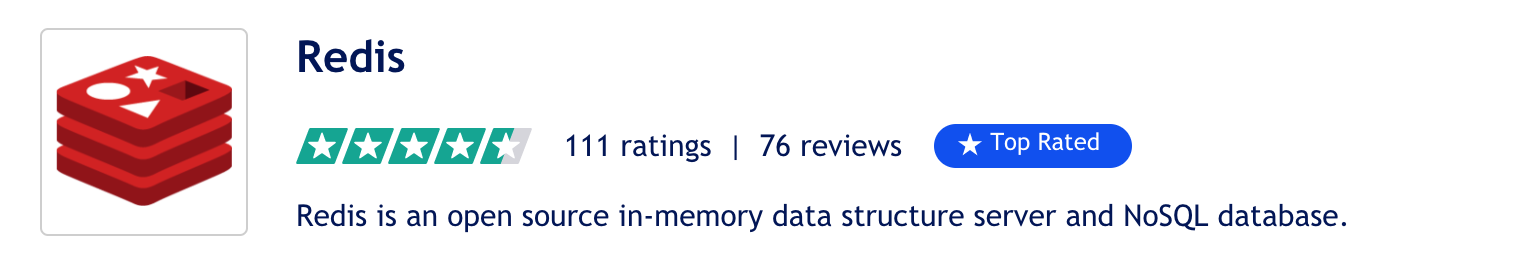 Redis
111 ratings | 76 reviews Top Rated
Redis is an open source in-memory data structure server and NoSQL database.